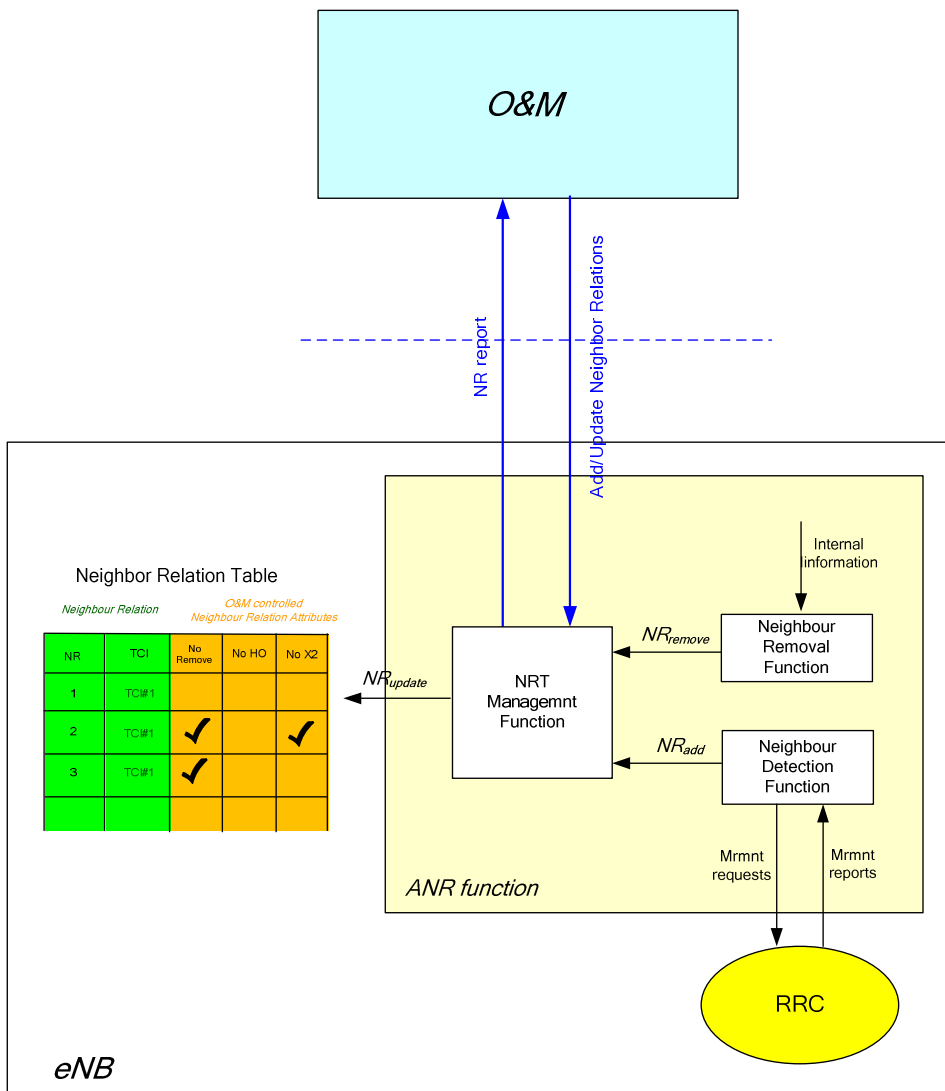 O&M
NR report
Add/Update Neighbor Relations
Neighbor Relation Table
Neighbour Relation
O&M controlled
Neighbour Relation Attributes
NR TCI No Remove No HO No X2
1 TCI#1
2 TCI#1 ✓ ✓
3 TCI#1 ✓
NRupdate
NRT
Managemnt
Function
Internal
Iinformation
NRremove
Neighbour
Removal
Function
NRadd
Neighbour
Detection
Function
Mrmnt
requests
Mrmnt
reports
ANR function
RRC
eNB